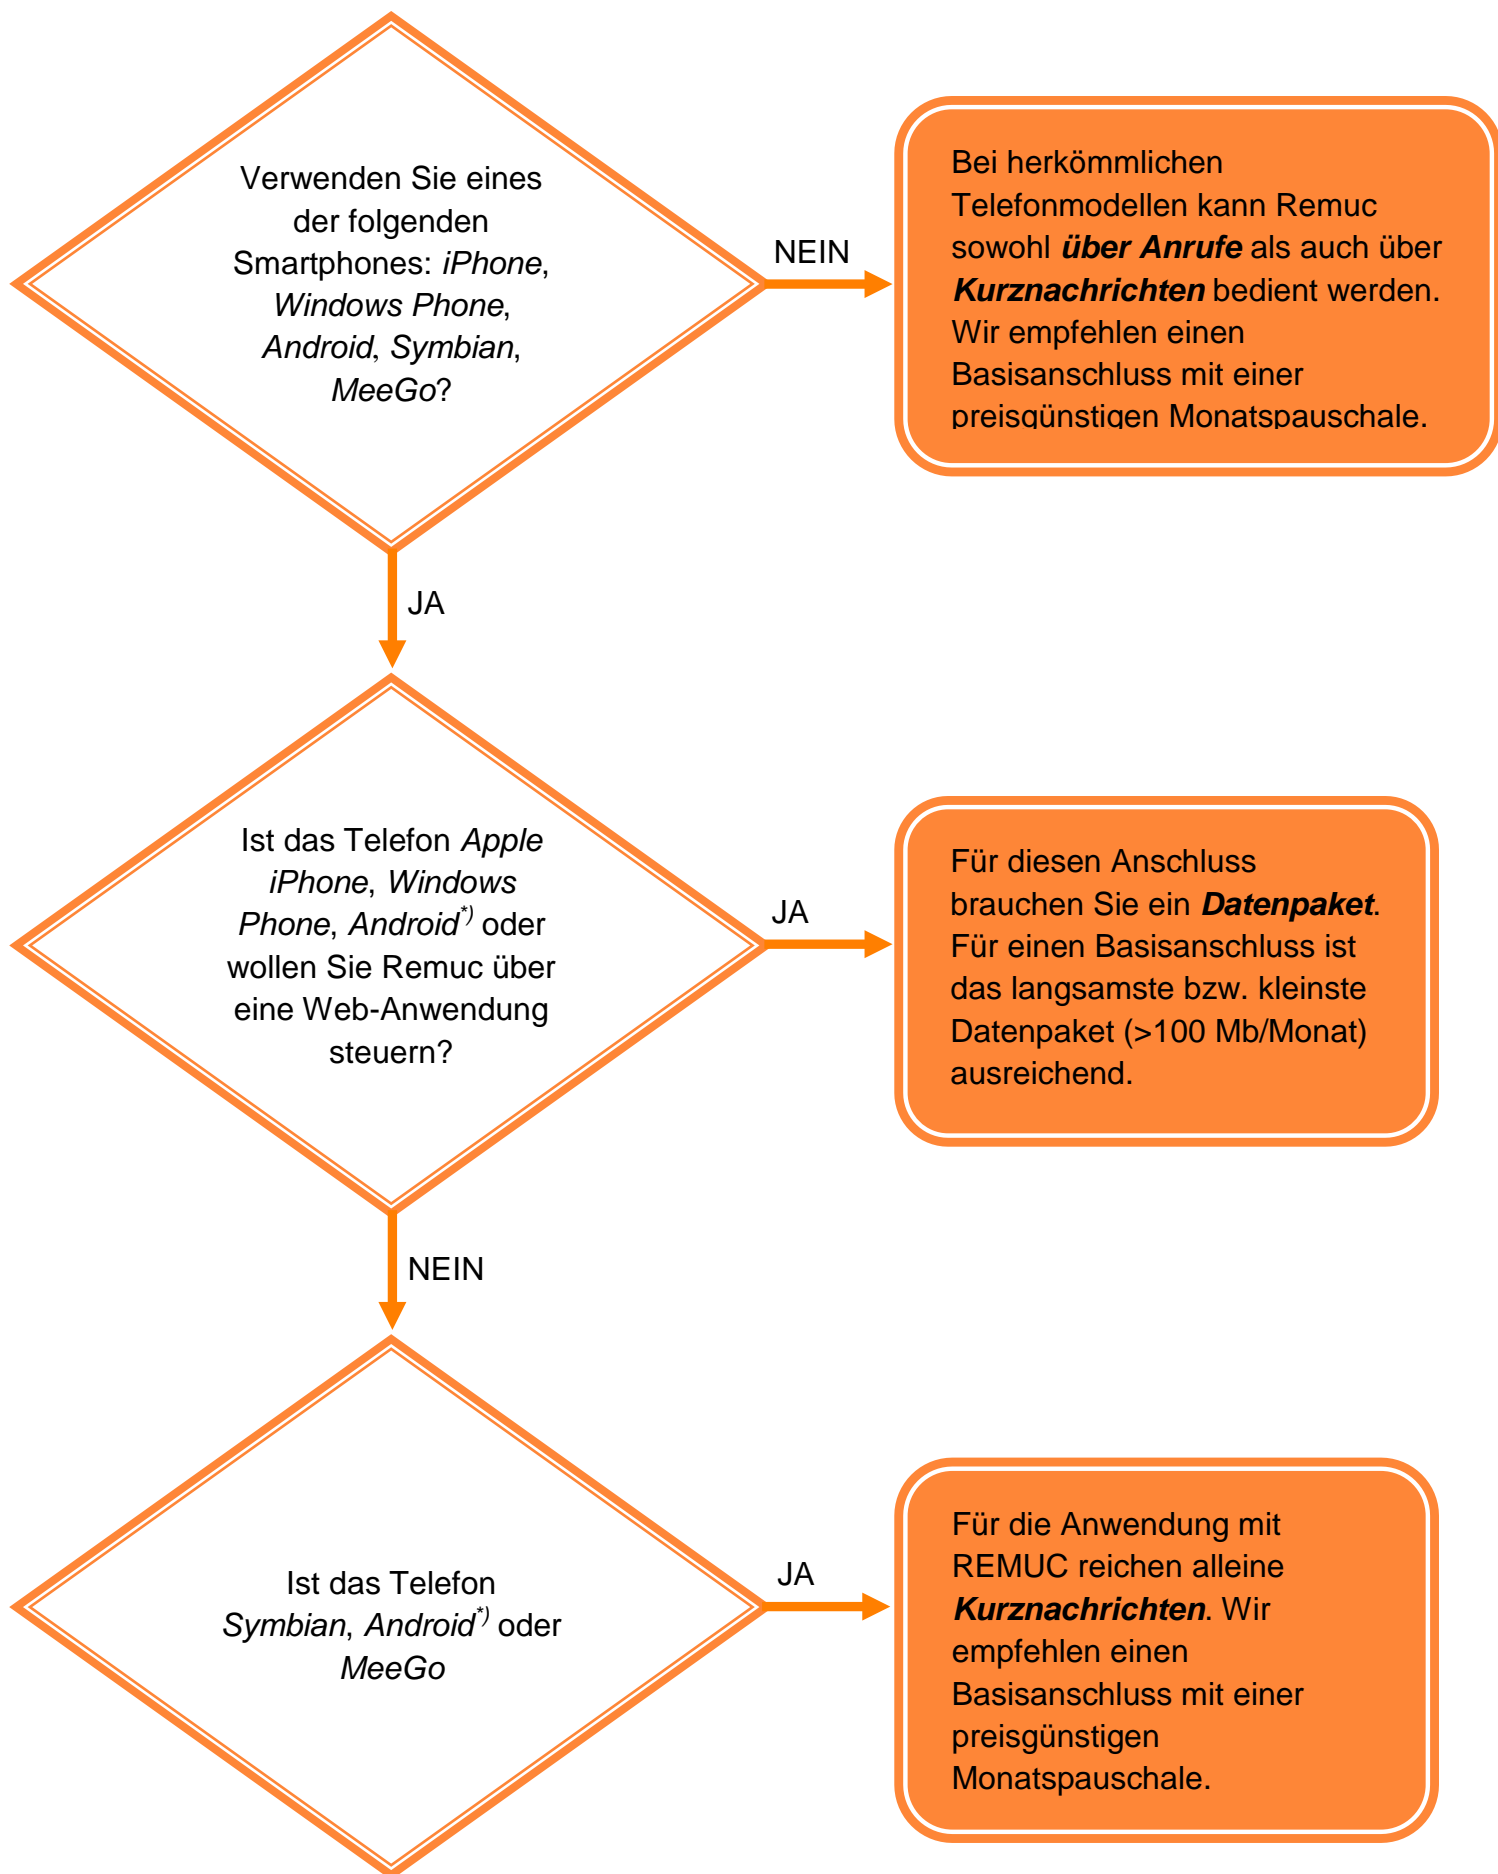 Verwenden Sie eines
der folgenden
Smartphones: iPhone,
Windows Phone,
Android, Symbian,
MeeGo?
NEIN
Bei herkömmlichen
Telefonmodellen kann Remuc
sowohl über Anrufe als auch über
Kurznachrichten bedient werden.
Wir empfehlen einen
Basisanschluss mit einer
preisgünstigen Monatspauschale.
JA
Ist das Telefon Apple
iPhone, Windows
Phone, Android*) oder
wollen Sie Remuc über
eine Web-Anwendung
steuern?
JA
Für diesen Anschluss
brauchen Sie ein Datenpaket.
Für einen Basisanschluss ist
das langsamste bzw. kleinste
Datenpaket (>100 Mb/Monat)
ausreichend.
NEIN
Ist das Telefon
Symbian, Android*) oder
MeeGo
JA
Für die Anwendung mit
REMUC reichen alleine
Kurznachrichten. Wir
empfehlen einen
Basisanschluss mit einer
preisgünstigen
Monatspauschale.